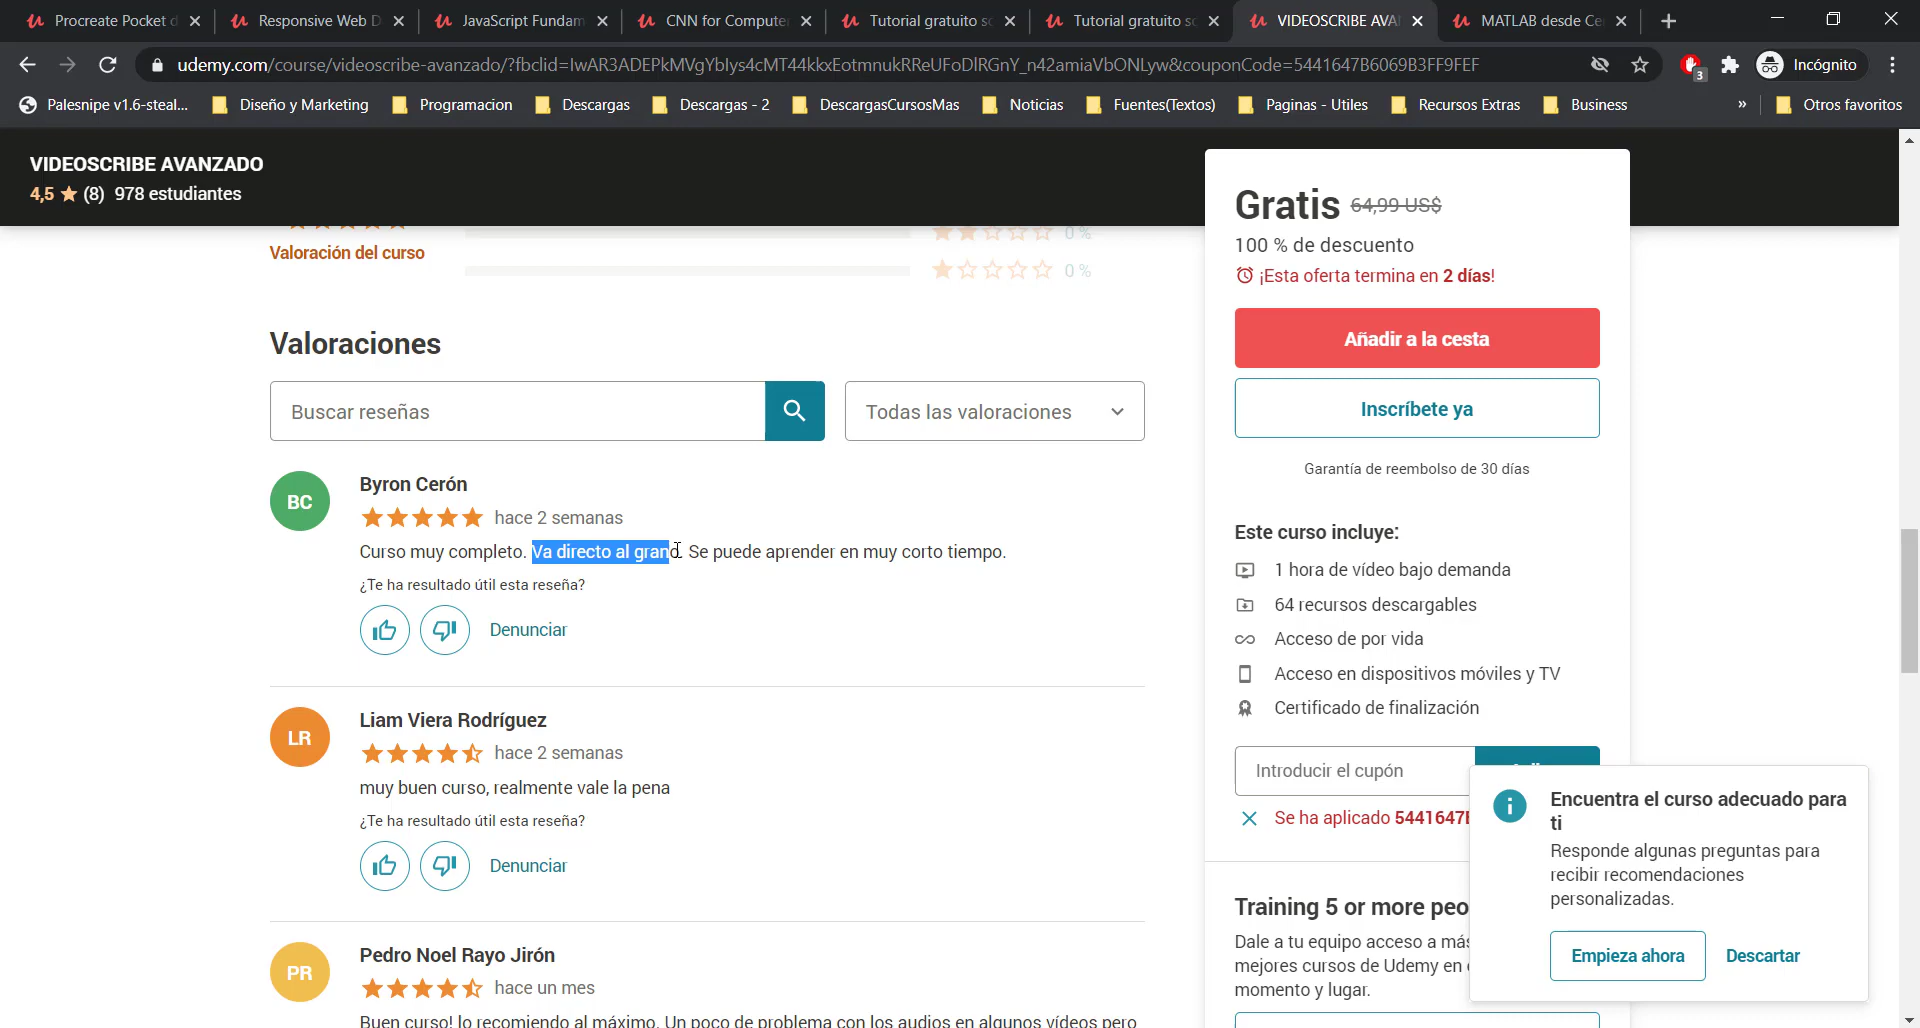 Procreate Pocket d
Responsive Web D
JavaScript Fundam
CNN for Compute
Tutorial gratuito so
Tutorial gratuito so
VIDEOSCRIBE AVA
MATLAB desde Ce
udemy.com/course/videoscribe-avanzado/?fbclid=IwAR3ADEPkMVgYbIys4cMT44kkxEotmnukRReUFoDlRGnY_n42amiaVbONLyw&couponCode=5441647B6069B3FF9FEF
3
Incógnito
Palesnipe v1.6-steal...
Diseño y Marketing
Programacion
Descargas
Descargas - 2
DescargasCursosMas
Noticias
Fuentes(Textos)
Paginas - Utiles
Recursos Extras
Business
»
Otros favoritos
VIDEOSCRIBE AVANZADO
4,5 ★ (8) 978 estudiantes
Valoración del curso
0 %
0 %
Valoraciones
Buscar reseñas
Todas las valoraciones
BC
Byron Cerón
hace 2 semanas
Curso muy completo. Va directo al grano. Se puede aprender en muy corto tiempo.
¿Te ha resultado útil esta reseña?
Denunciar
LR
Liam Viera Rodríguez
hace 2 semanas
muy buen curso, realmente vale la pena
¿Te ha resultado útil esta reseña?
Denunciar
PR
Pedro Noel Rayo Jirón
hace un mes
Buen curso! lo recomiendo al máximo. Un poco de problema con los audios en algunos vídeos pero
Gratis 64,99 US$
100 % de descuento
¡Esta oferta termina en 2 días!
Añadir a la cesta
Inscríbete ya
Garantía de reembolso de 30 días
Este curso incluye:
1 hora de vídeo bajo demanda
64 recursos descargables
Acceso de por vida
Acceso en dispositivos móviles y TV
Certificado de finalización
Introducir el cupón
Se ha aplicado 5441647
Training 5 or more peo
Dale a tu equipo acceso a más
mejores cursos de Udemy en
momento y lugar.
Encuentra el curso adecuado para
ti
Responde algunas preguntas para
recibir recomendaciones
personalizadas.
Empieza ahora
Descartar